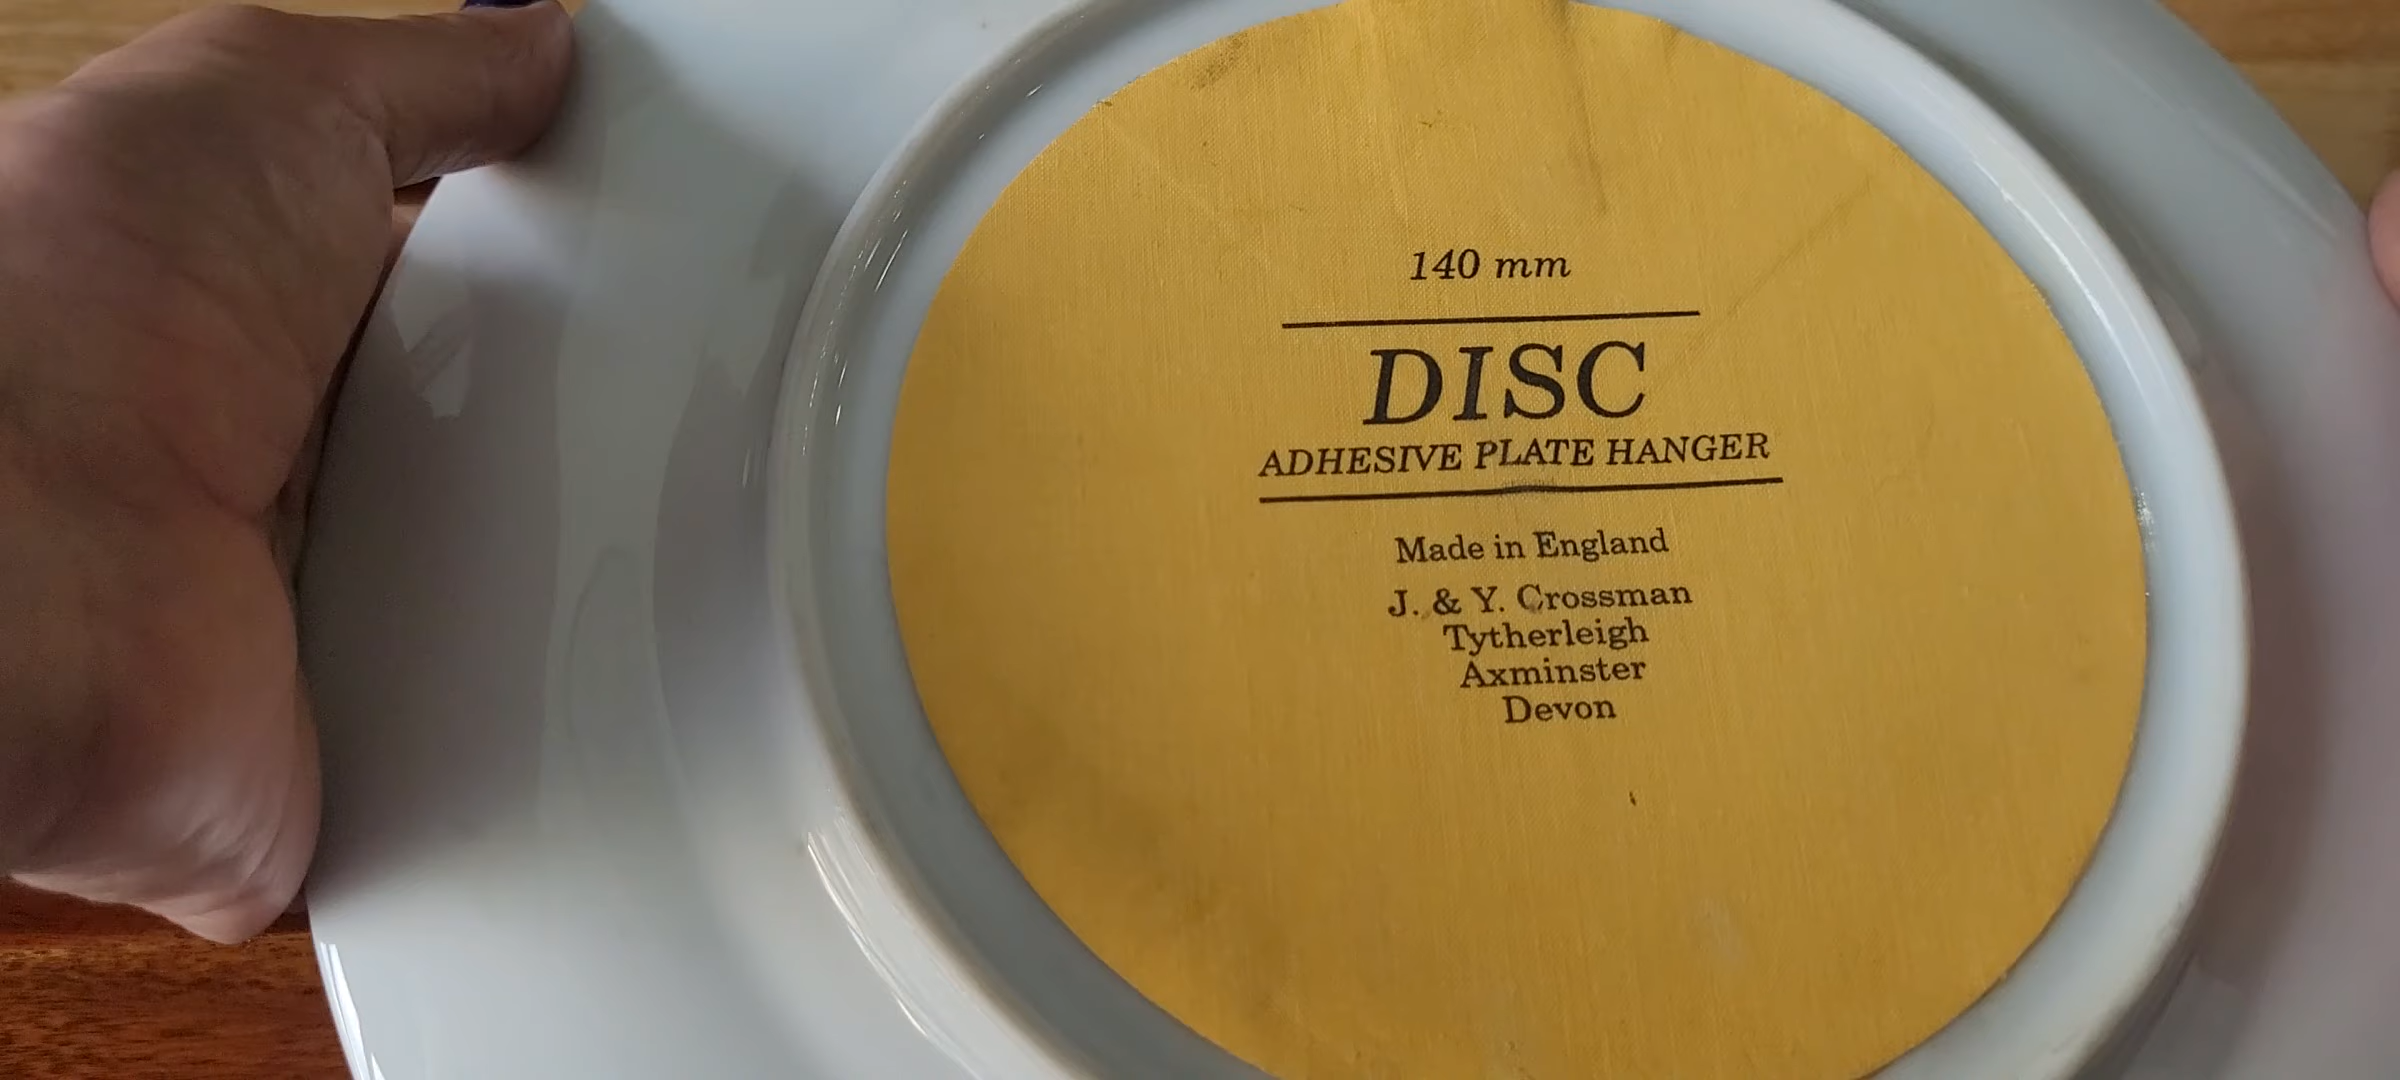 140 mm
DISC
ADHESIVE PLATE HANGER
Made in England
J. & Y. Crossman
Tytherleigh
Axminster
Devon